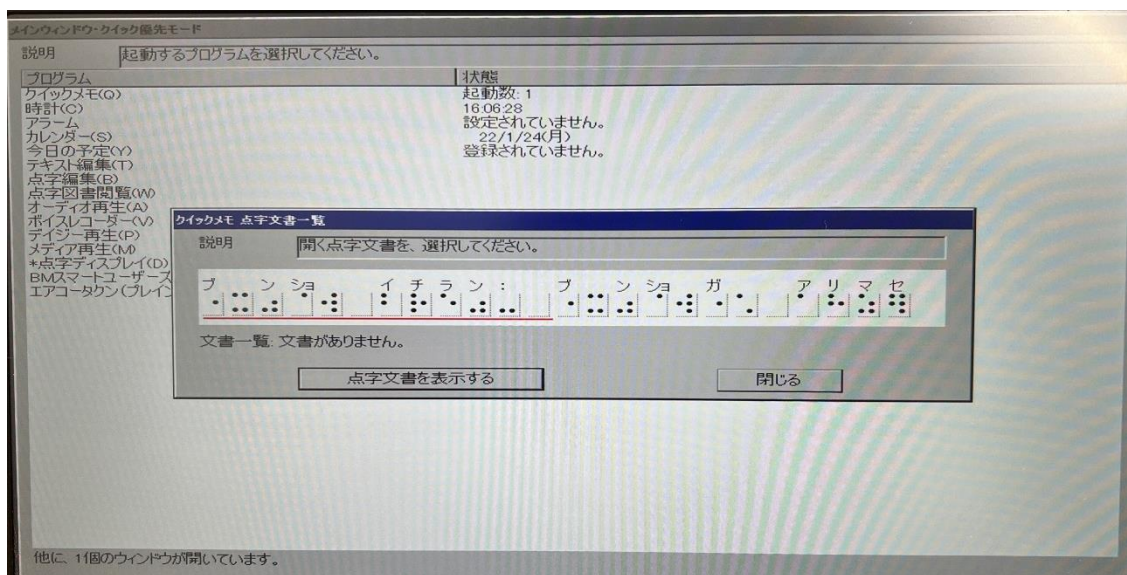 メインウィンドウ・クイック優先モード
説明 起動するプログラムを選択してください。
プログラム 状態
クイックメモ(Q) 起動数: 1
時計(C) 16:06:28
アラーム 設定されていません。
カレンダー(S) 22/1/24(月)
今日の予定(Y) 登録されていません。
テキスト編集(T)
点字編集(B)
点字図書閲覧(W)
オーディオ再生(A)
ボイスレコーダー(V)
デイジー再生(P)
メディア再生(M)
*点字ディスプレイ(D)
BMスマートユーザーズ
エアコータクン(プレイン
クイックメモ 点字文書一覧
説明 開く点字文書を、選択してください。
ブ ンショ イチラン: ブ ンショガ アリマセ
⠐⠭⠴⠈⠺ ⠃⠗⠑⠴⠤ ⠐⠭⠴⠈⠺⠐⠡ ⠁⠓⠵⠻
文書一覧: 文書がありません。
点字文書を表示する 閉じる
他に、11個のウィンドウが開いています。